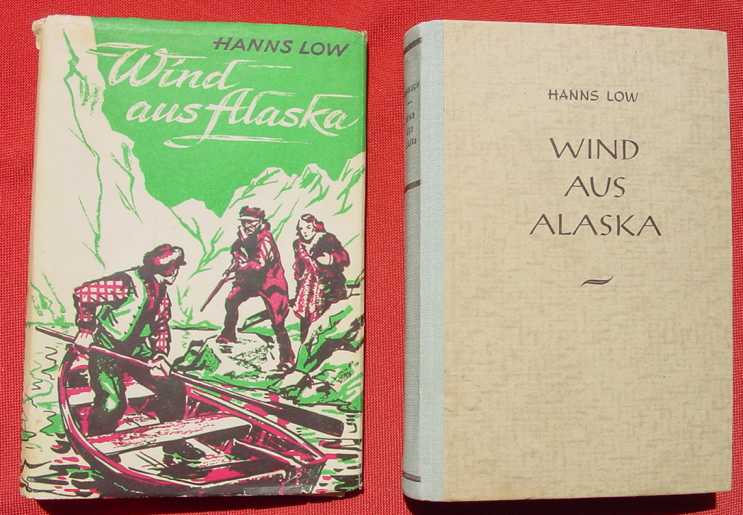 HANNS LOW
Wind
aus Alaska
HANNS LOW
WIND
AUS
ALASKA